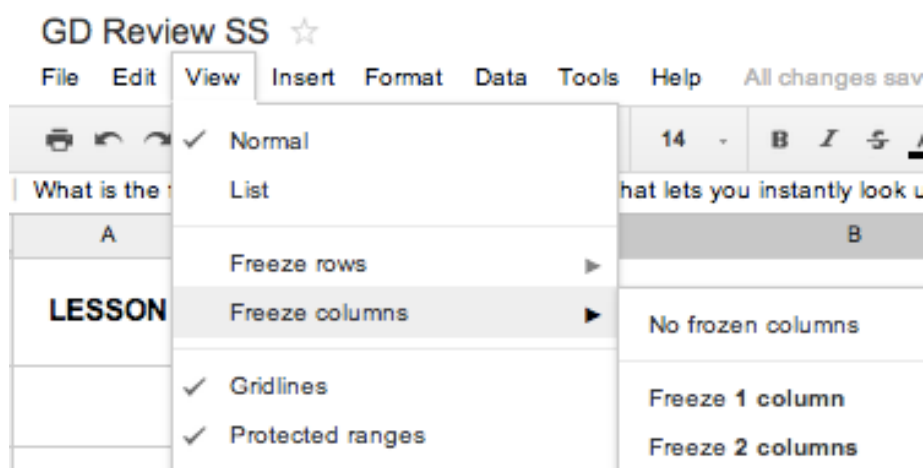 GD Review SS
File Edit View Insert Format Data Tools Help All changes sav
Normal 14 B I S A
List
What is the hat lets you instantly look u
A B
Freeze rows
LESSON Freeze columns
No frozen columns
Gridlines
Freeze 1 column
Protected ranges
Freeze 2 columns